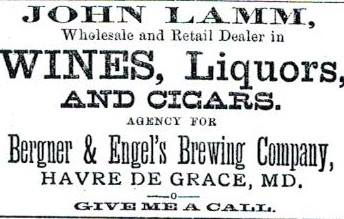 JOHN LAMM,
Wholesale and Retail Dealer in
WINES, Liquors,
AND CIGARS.
AGENCY FOR
Bergner & Engel's Brewing Company,
HAVRE DE GRACE, MD.
GIVE ME A CALL.